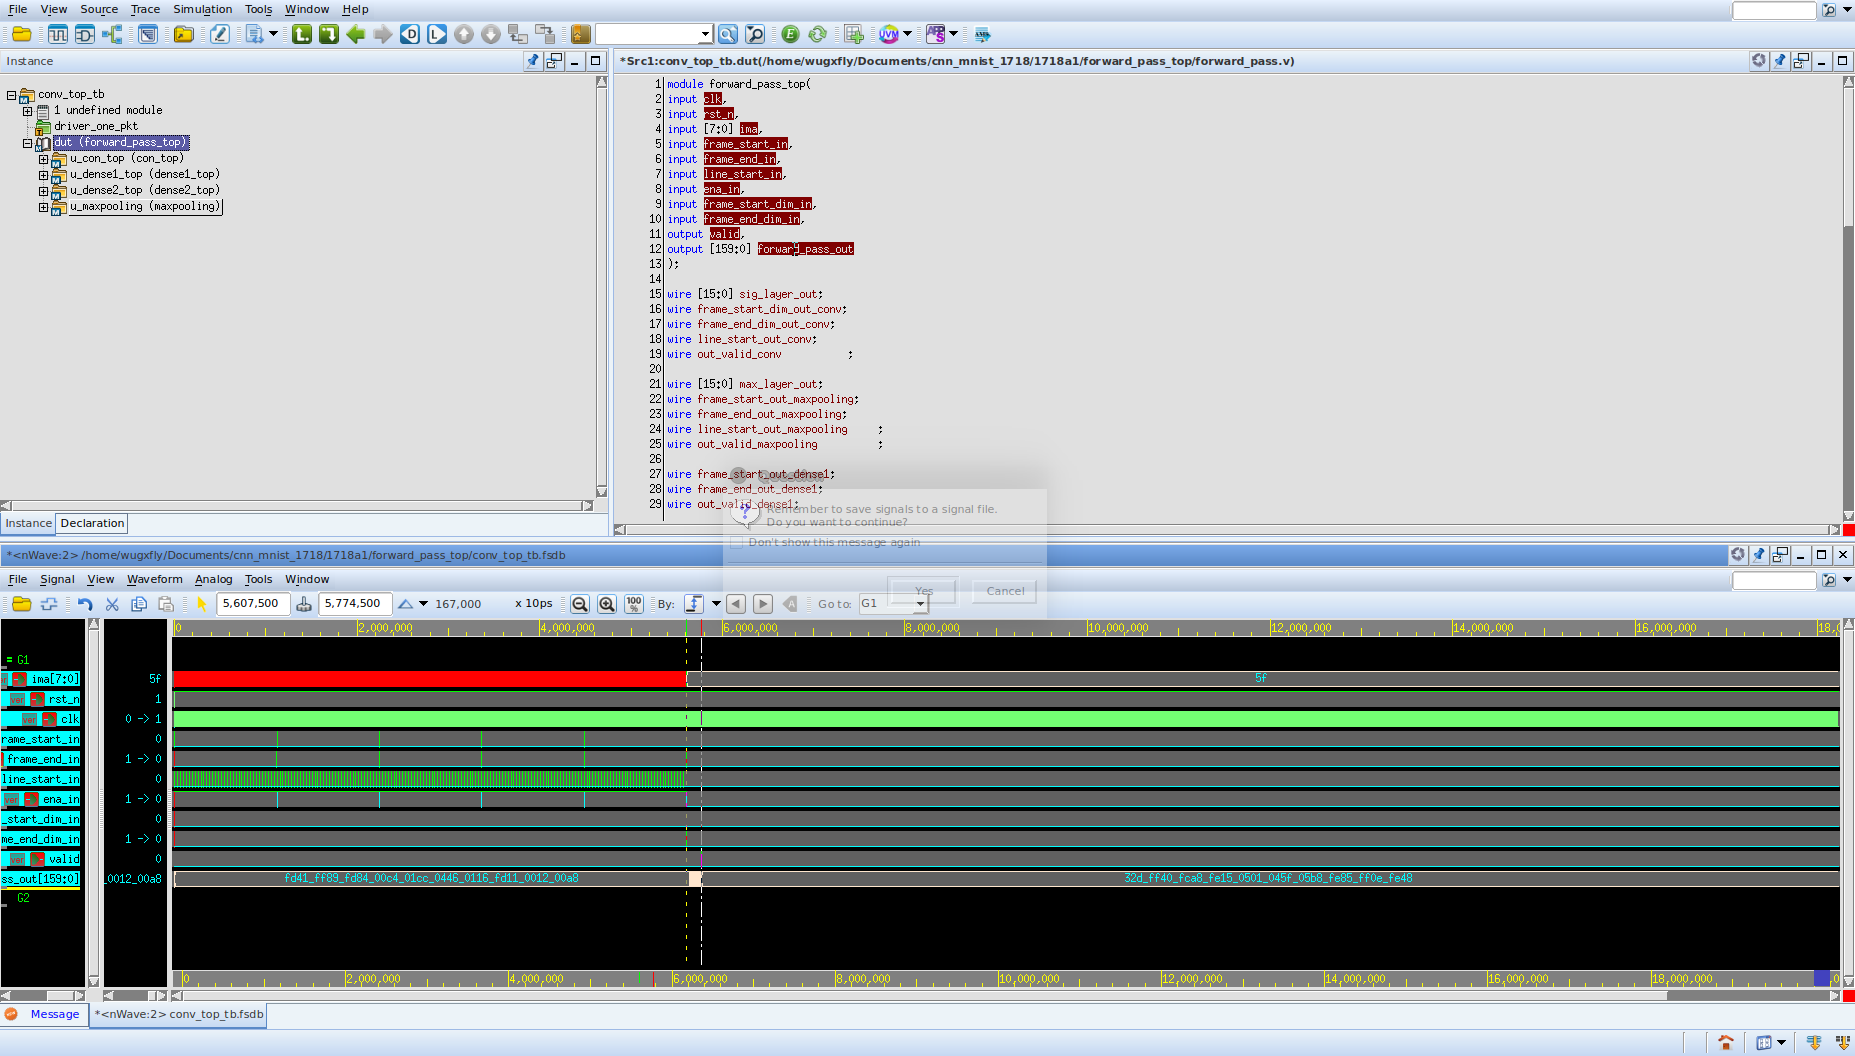 File View Source Trace Simulation Tools Window Help
Instance
conv_top_tb
1 undefined module
driver_one_pkt
dut (forward_pass_top)
u_con_top (con_top)
u_dense1_top (dense1_top)
u_dense2_top (dense2_top)
u_maxpooling (maxpooling)
Instance Declaration
*Src1:conv_top_tb.dut(/home/wugxfly/Documents/cnn_mnist_1718/1718a1/forward_pass_top/forward_pass.v)
1 module forward_pass_top(
2 input clk,
3 input rst_n,
4 input [7:0] ima,
5 input frame_start_in,
6 input frame_end_in,
7 input line_start_in,
8 input ena_in,
9 input frame_start_dim_in,
10 input frame_end_dim_in,
11 output valid,
12 output [159:0] forward_pass_out
13 );
14
15 wire [15:0] sig_layer_out;
16 wire frame_start_dim_out_conv;
17 wire frame_end_dim_out_conv;
18 wire line_start_out_conv;
19 wire out_valid_conv ;
20
21 wire [15:0] max_layer_out;
22 wire frame_start_out_maxpooling;
23 wire frame_end_out_maxpooling;
24 wire line_start_out_maxpooling ;
25 wire out_valid_maxpooling ;
26
27 wire frame_start_out_dense1;
28 wire frame_end_out_dense1;
29 wire out_valid_dense1;
Remember to save signals to a signal file.
Do you want to continue?
Don't show this message again
Yes Cancel
*<nWave:2> /home/wugxfly/Documents/cnn_mnist_1718/1718a1/forward_pass_top/conv_top_tb.fsdb
File Signal View Waveform Analog Tools Window
5,607,500 5,774,500 167,000 x 10ps 100% By: Go to: G1
0 2,000,000 4,000,000 6,000,000 8,000,000 10,000,000 12,000,000 14,000,000 16,000,000 18,0
= G1
ima[7:0] 5f 5f
rst_n 1
clk 0 -> 1
rame_start_in 0
frame_end_in 1 -> 0
line_start_in 0
ena_in 1 -> 0
_start_dim_in 0
me_end_dim_in 1 -> 0
valid 0
ss_out[159:0] _0012_00a8 fd41_ff89_fd84_00c4_01cc_0446_0116_fd11_0012_00a8 32d_ff40_fca8_fe15_0501_045f_05b8_fe85_ff0e_fe48
G2
0 2,000,000 4,000,000 6,000,000 8,000,000 10,000,000 12,000,000 14,000,000 16,000,000 18,000,000 0
Message *<nWave:2> conv_top_tb.fsdb